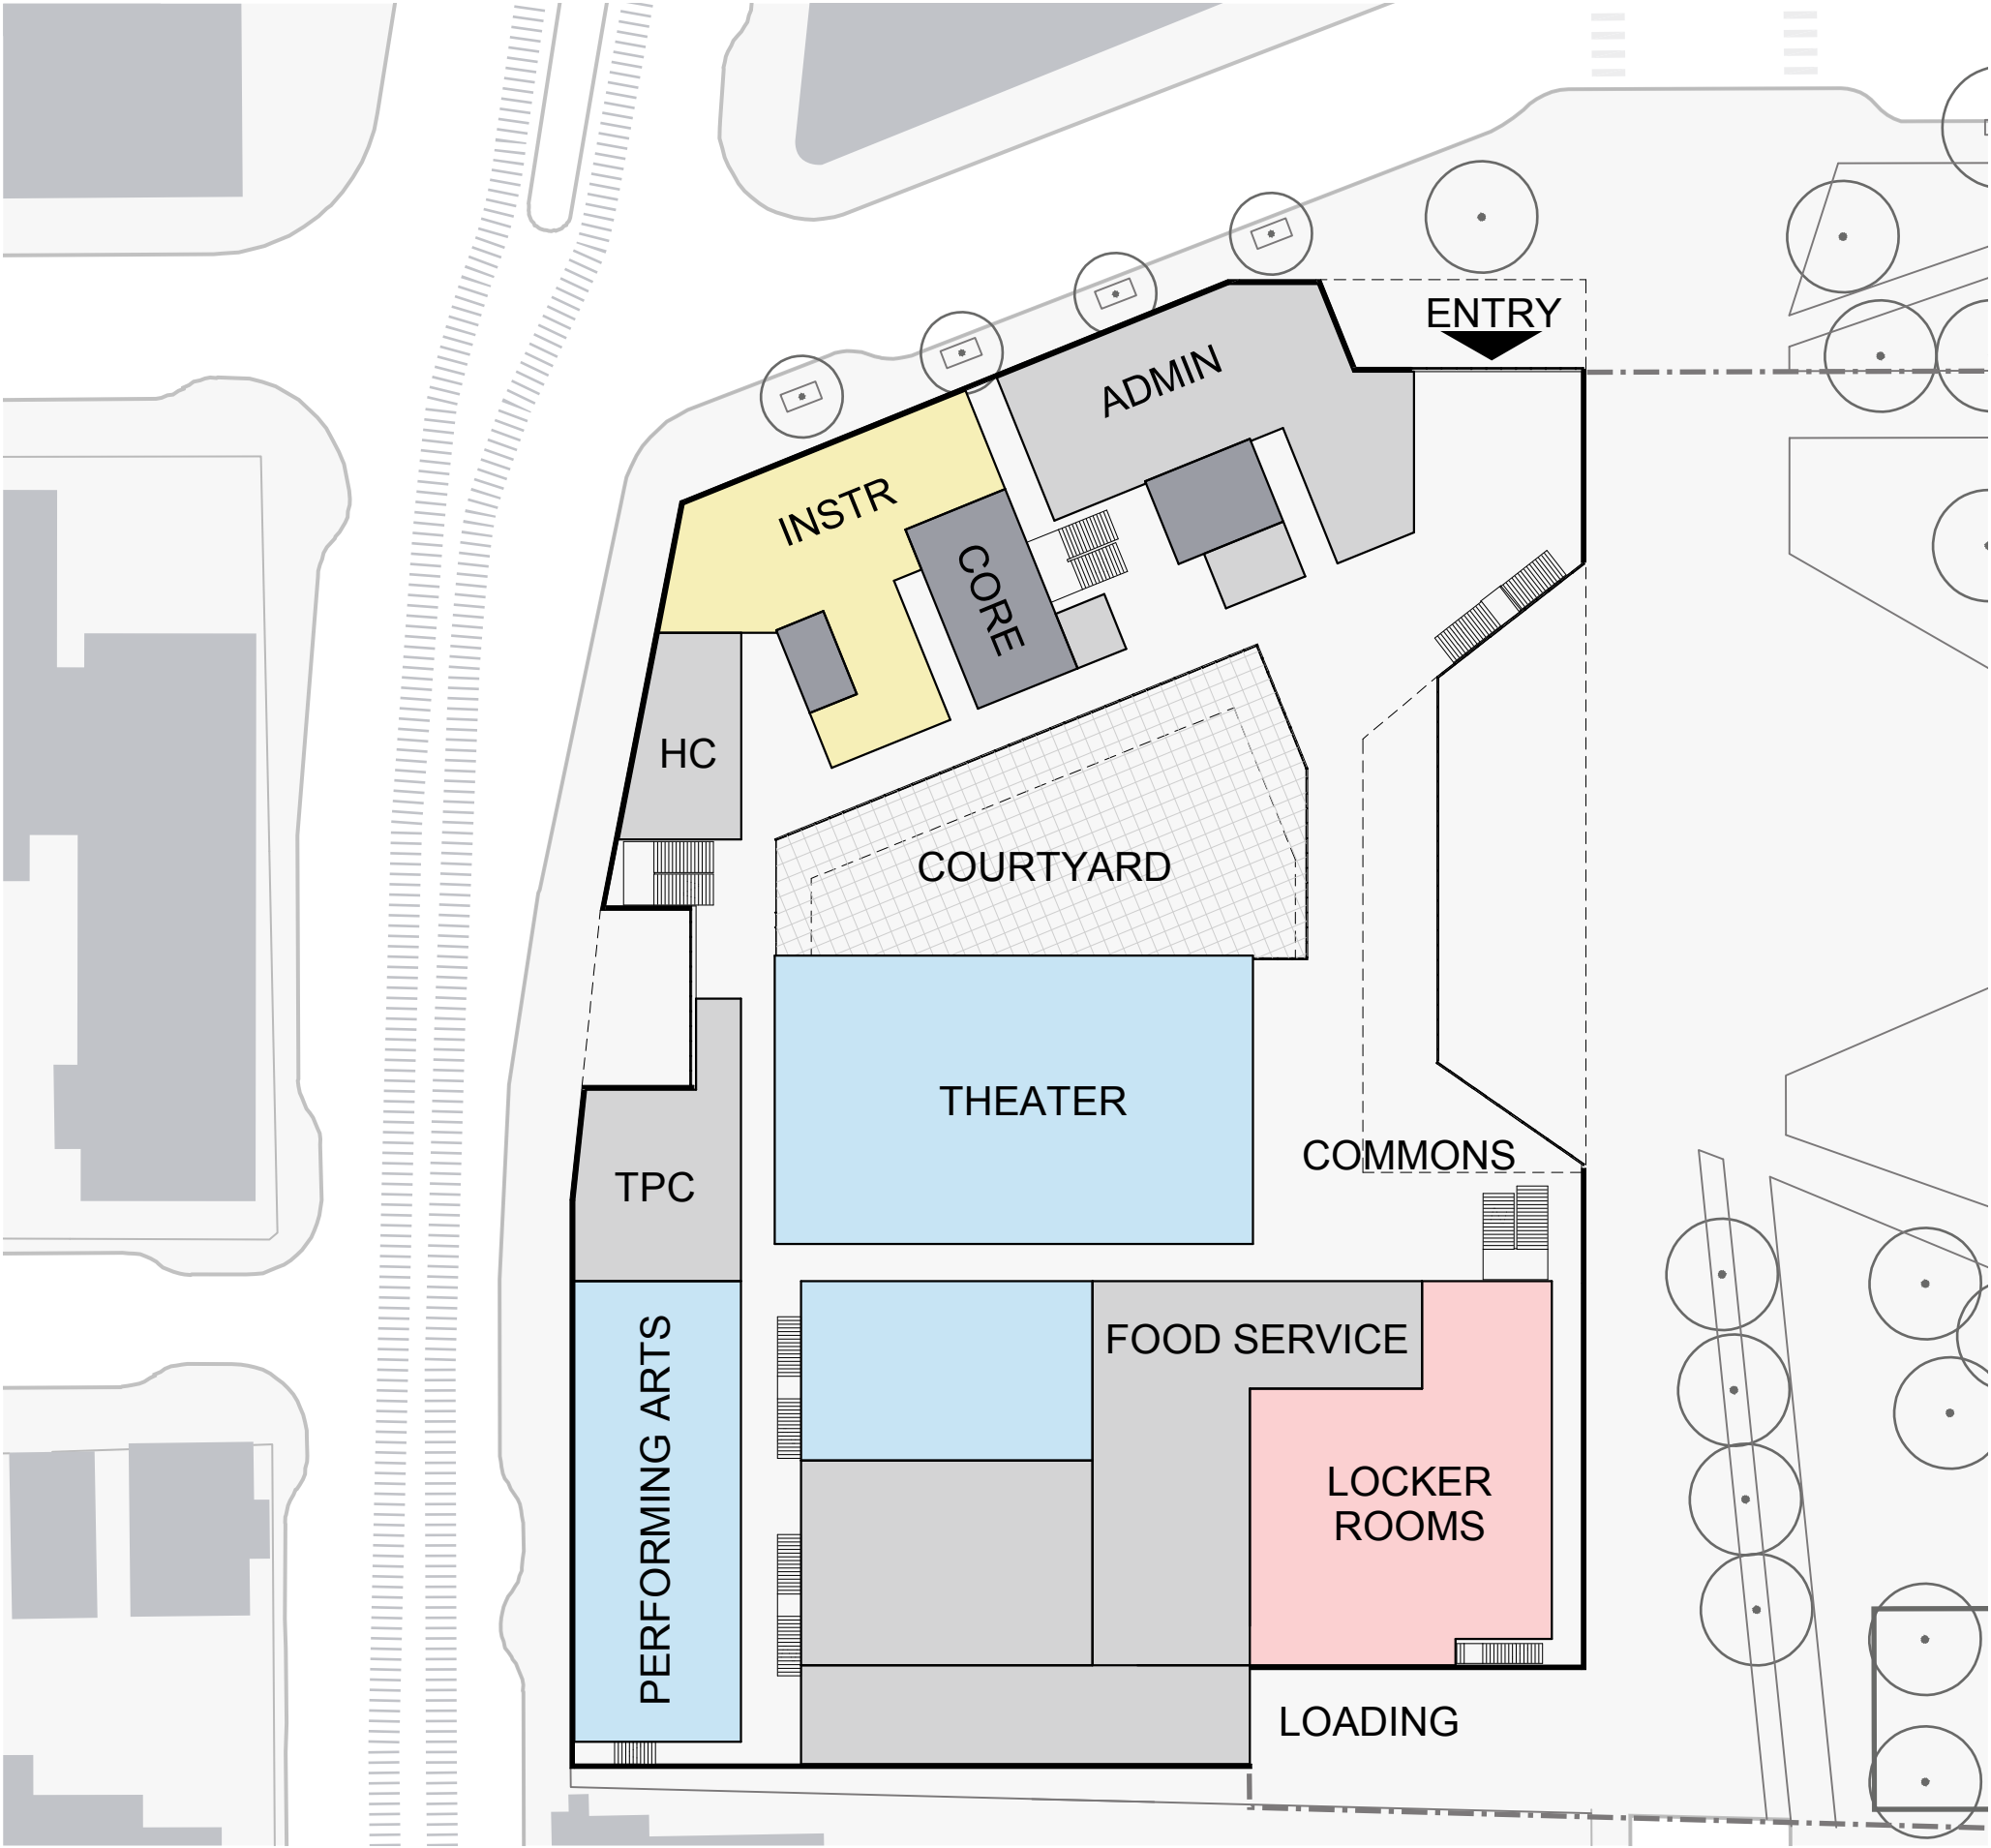 ENTRY
ADMIN
INSTR
CORE
HC
COURTYARD
THEATER
COMMONS
TPC
FOOD SERVICE
PERFORMING ARTS
LOCKER
ROOMS
LOADING